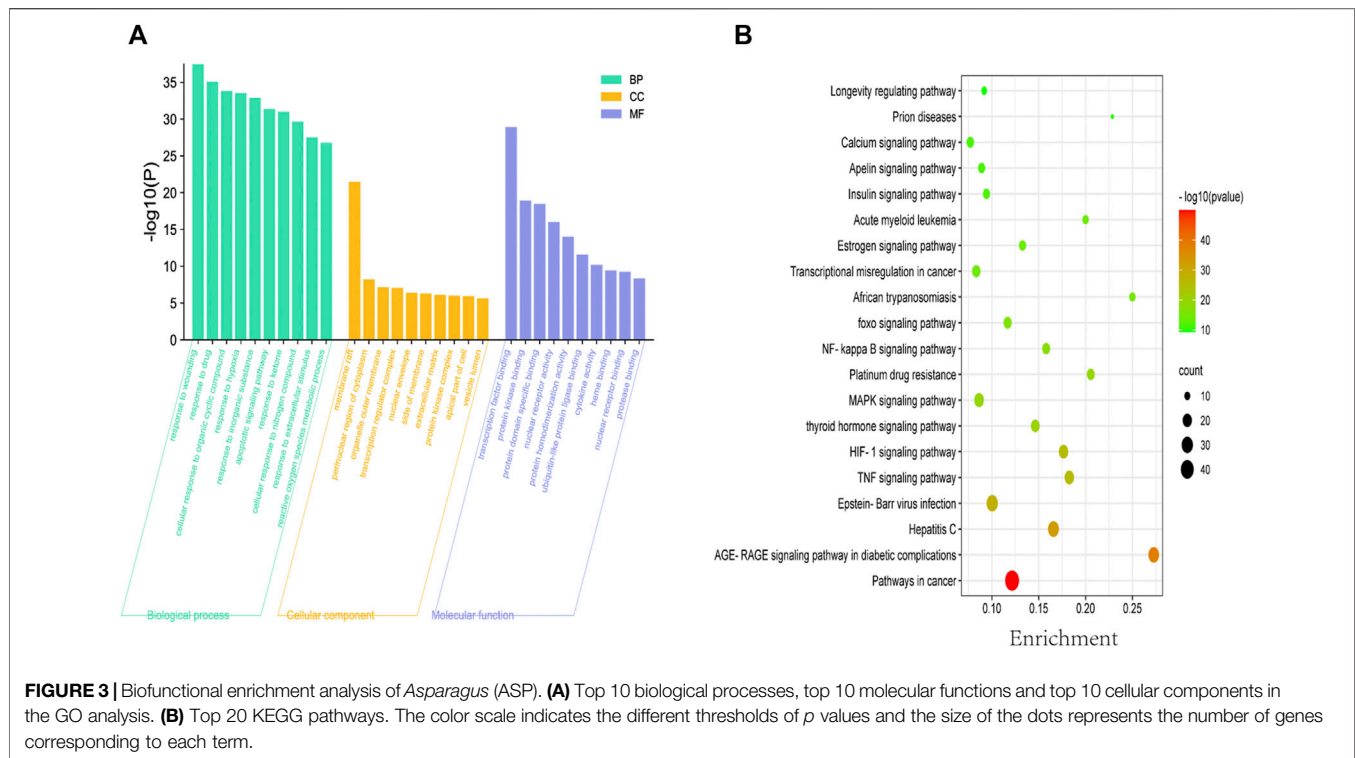 A
B
35
30
25
20
15
10
5
0
-log10(P)
BP
CC
MF
response to wounding
response to drug
cellular response to organic cyclic compound
response to hypoxia
response to inorganic substance
apoptotic signaling pathway
response to ketone
cellular response to nitrogen compound
response to extracellular stimulus
reactive oxygen species metabolic process
membrane raft
perinuclear region of cytoplasm
organelle outer membrane
transcription regulator complex
nuclear envelope
side of membrane
extracellular matrix
protein kinase complex
apical part of cell
vesicle lumen
transcription factor binding
protein kinase binding
protein domain specific binding
nuclear receptor activity
protein homodimerization activity
ubiquitin-like protein ligase binding
cytokine activity
heme binding
nuclear receptor binding
protease binding
Biological process
Cellular component
Molecular function
Longevity regulating pathway
Prion diseases
Calcium signaling pathway
Apelin signaling pathway
Insulin signaling pathway
Acute myeloid leukemia
Estrogen signaling pathway
Transcriptional misregulation in cancer
African trypanosomiasis
foxo signaling pathway
NF- kappa B signaling pathway
Platinum drug resistance
MAPK signaling pathway
thyroid hormone signaling pathway
HIF- 1 signaling pathway
TNF signaling pathway
Epstein- Barr virus infection
Hepatitis C
AGE- RAGE signaling pathway in diabetic complications
Pathways in cancer
0.10 0.15 0.20 0.25
Enrichment
- log10(pvalue)
40
30
20
10
count
10
20
30
40
FIGURE 3 | Biofunctional enrichment analysis of Asparagus (ASP). (A) Top 10 biological processes, top 10 molecular functions and top 10 cellular components in
the GO analysis. (B) Top 20 KEGG pathways. The color scale indicates the different thresholds of p values and the size of the dots represents the number of genes
corresponding to each term.